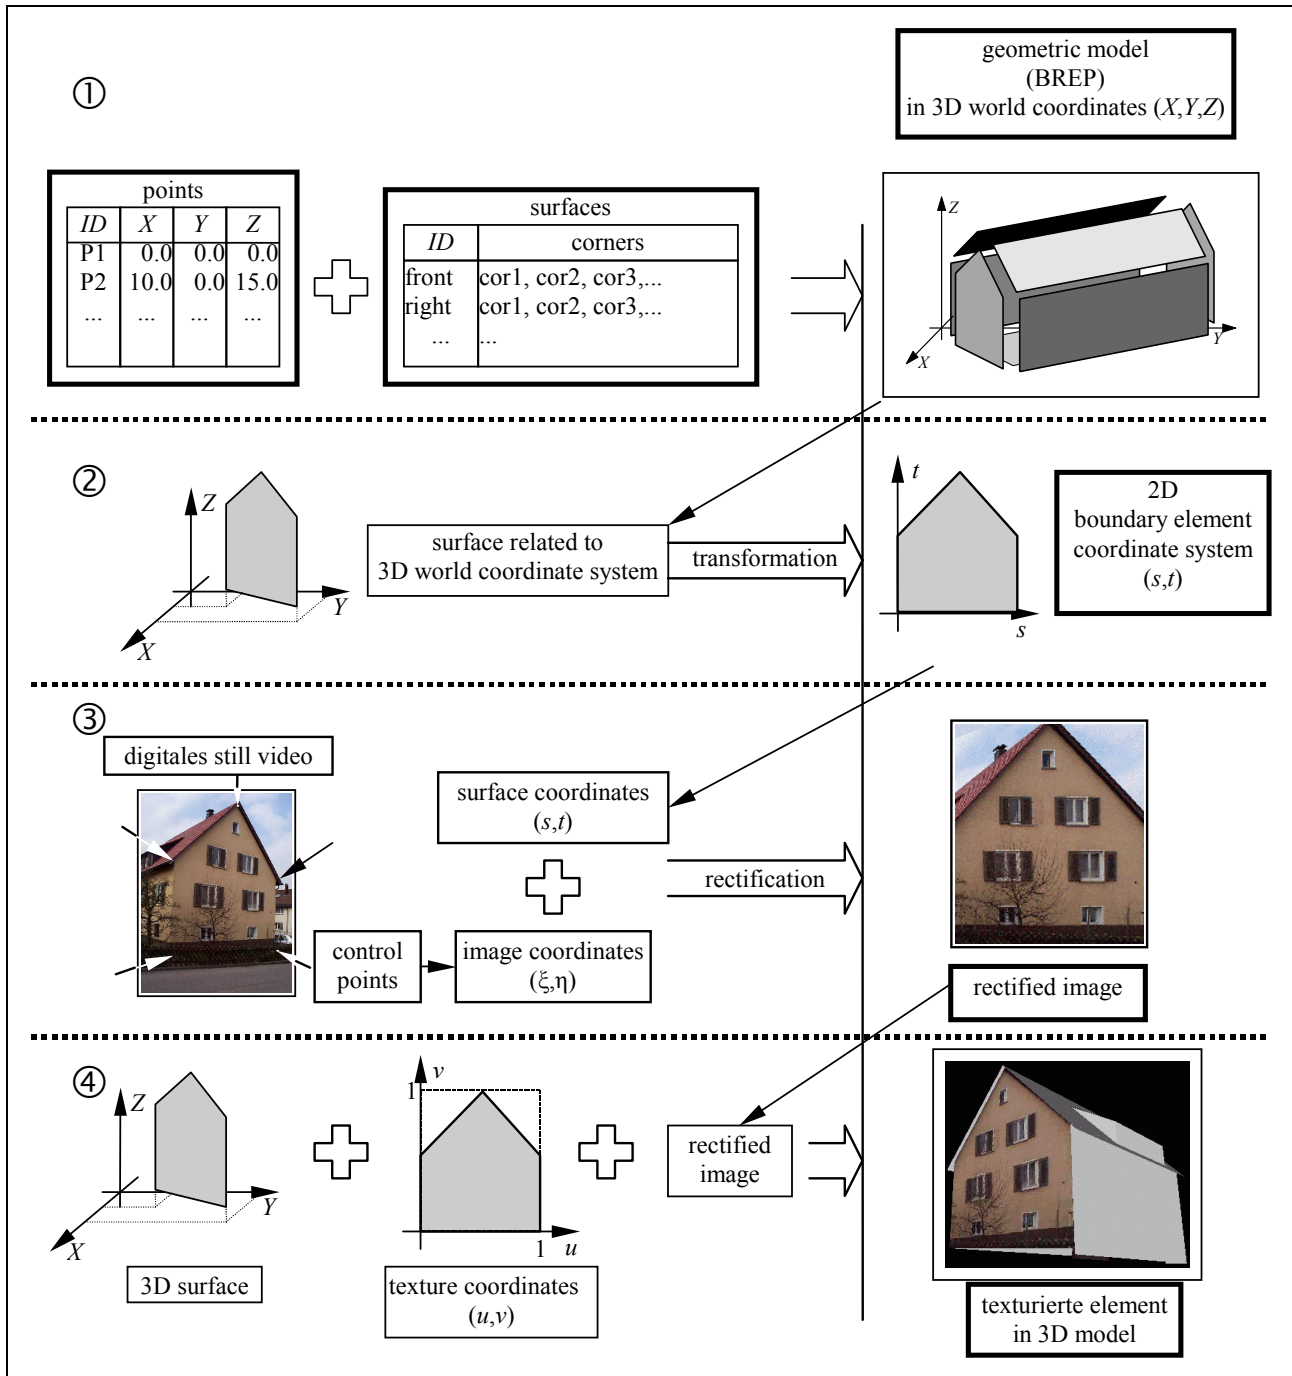 ①
geometric model
(BREP)
in 3D world coordinates (X,Y,Z)
points
ID X Y Z
P1 0.0 0.0 0.0
P2 10.0 0.0 15.0
... ... ... ...
surfaces
ID corners
front cor1, cor2, cor3,...
right cor1, cor2, cor3,...
... ...
Z
X
Y
②
Z
Y
X
surface related to
3D world coordinate system
transformation
t
s
2D
boundary element
coordinate system
(s,t)
③
digitales still video
surface coordinates
(s,t)
rectification
control
points
image coordinates
(ξ,η)
rectified image
④
Z
Y
X
3D surface
v
1
1 u
texture coordinates
(u,v)
rectified
image
texturierte element
in 3D model